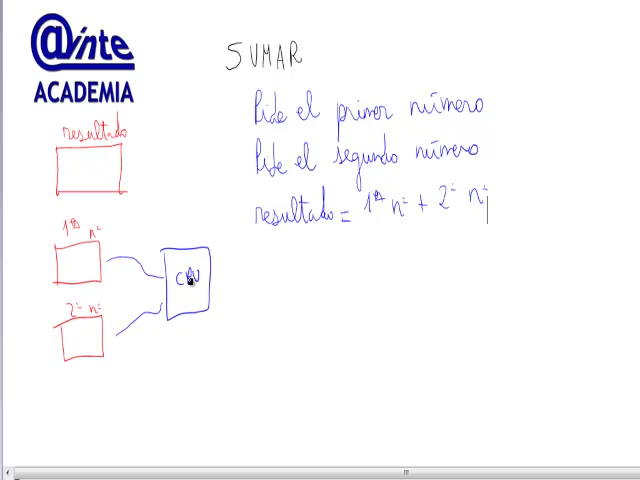 @inte
ACADEMIA
SUMAR
Pide el primer número
Pide el segundo número
resultado = 1er nº + 2º nº
resultado
1er nº
2º nº
CPU